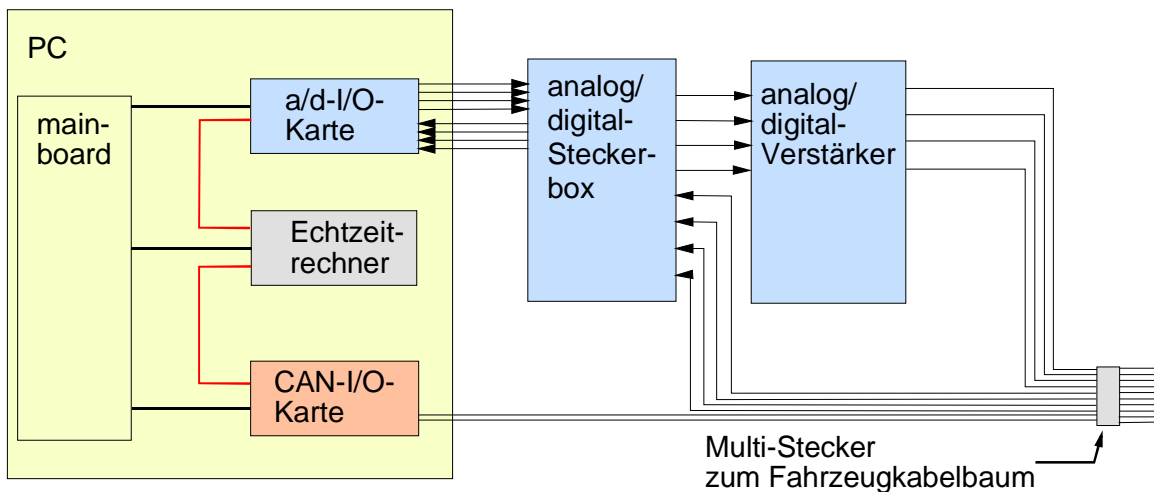 PC
main-
board
a/d-I/O-
Karte
Echtzeit-
rechner
CAN-I/O-
Karte
analog/
digital-
Stecker-
box
analog/
digital-
Verstärker
Multi-Stecker
zum Fahrzeugkabelbaum